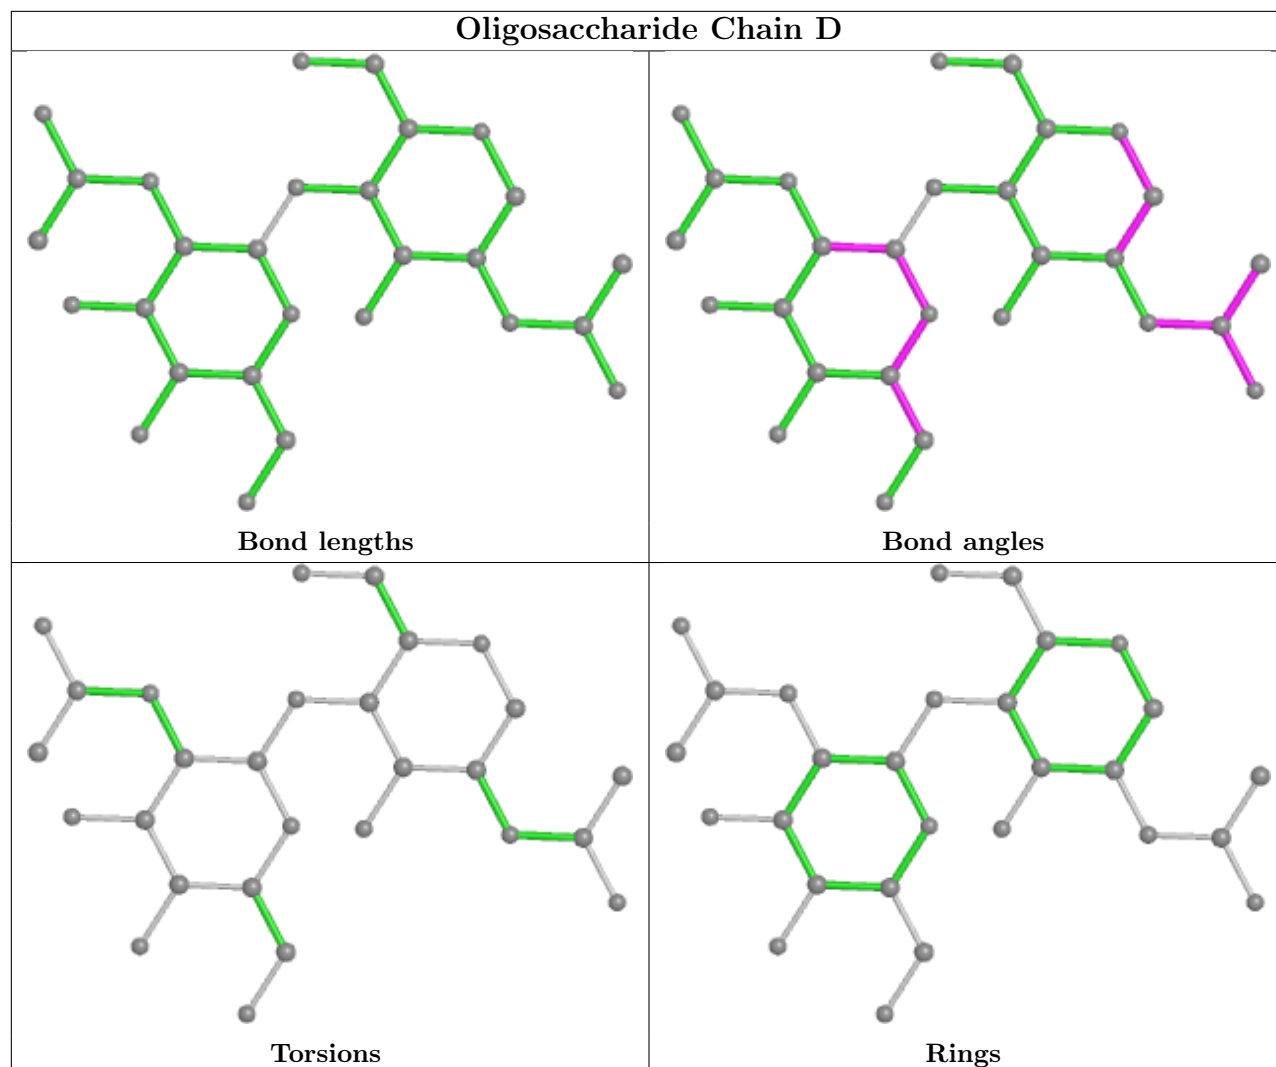 Oligosaccharide Chain D
Bond lengths
Bond angles
Torsions
Rings